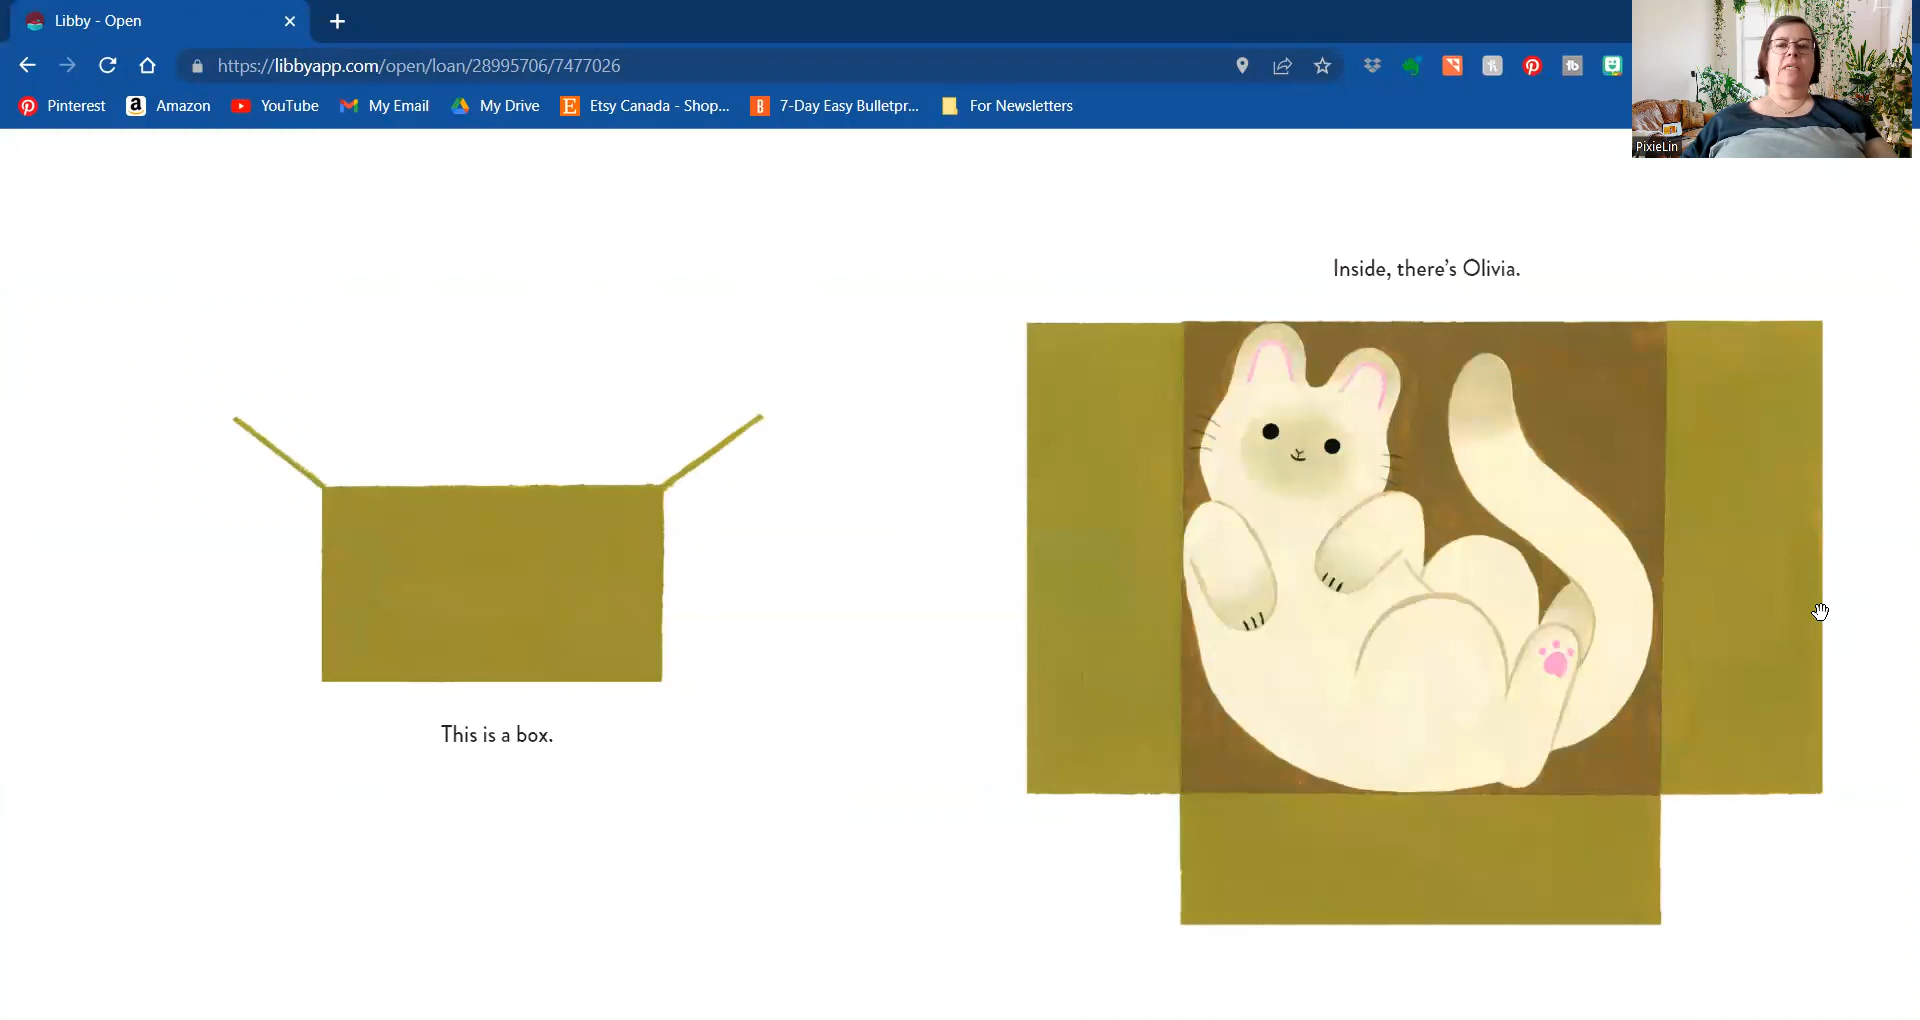 Libby - Open
https://libbyapp.com/open/loan/28995706/7477026
Pinterest
Amazon
YouTube
My Email
My Drive
Etsy Canada - Shop...
7-Day Easy Bulletpr...
For Newsletters
PixieLin
Inside, there's Olivia.
This is a box.